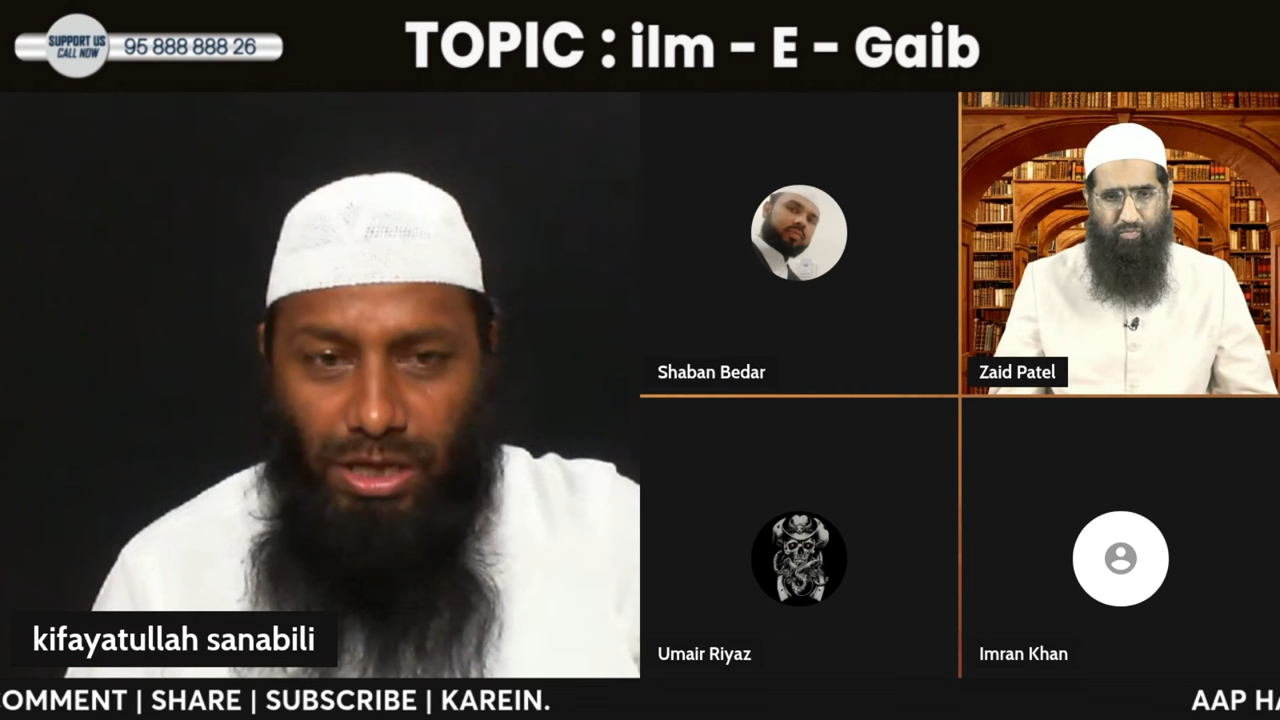 SUPPORT US
CALL NOW
95 888 888 26
TOPIC : ilm - E - Gaib
Shaban Bedar
Zaid Patel
kifayatullah sanabili
Umair Riyaz
Imran Khan
COMMENT | SHARE | SUBSCRIBE | KAREIN.
AAP HA